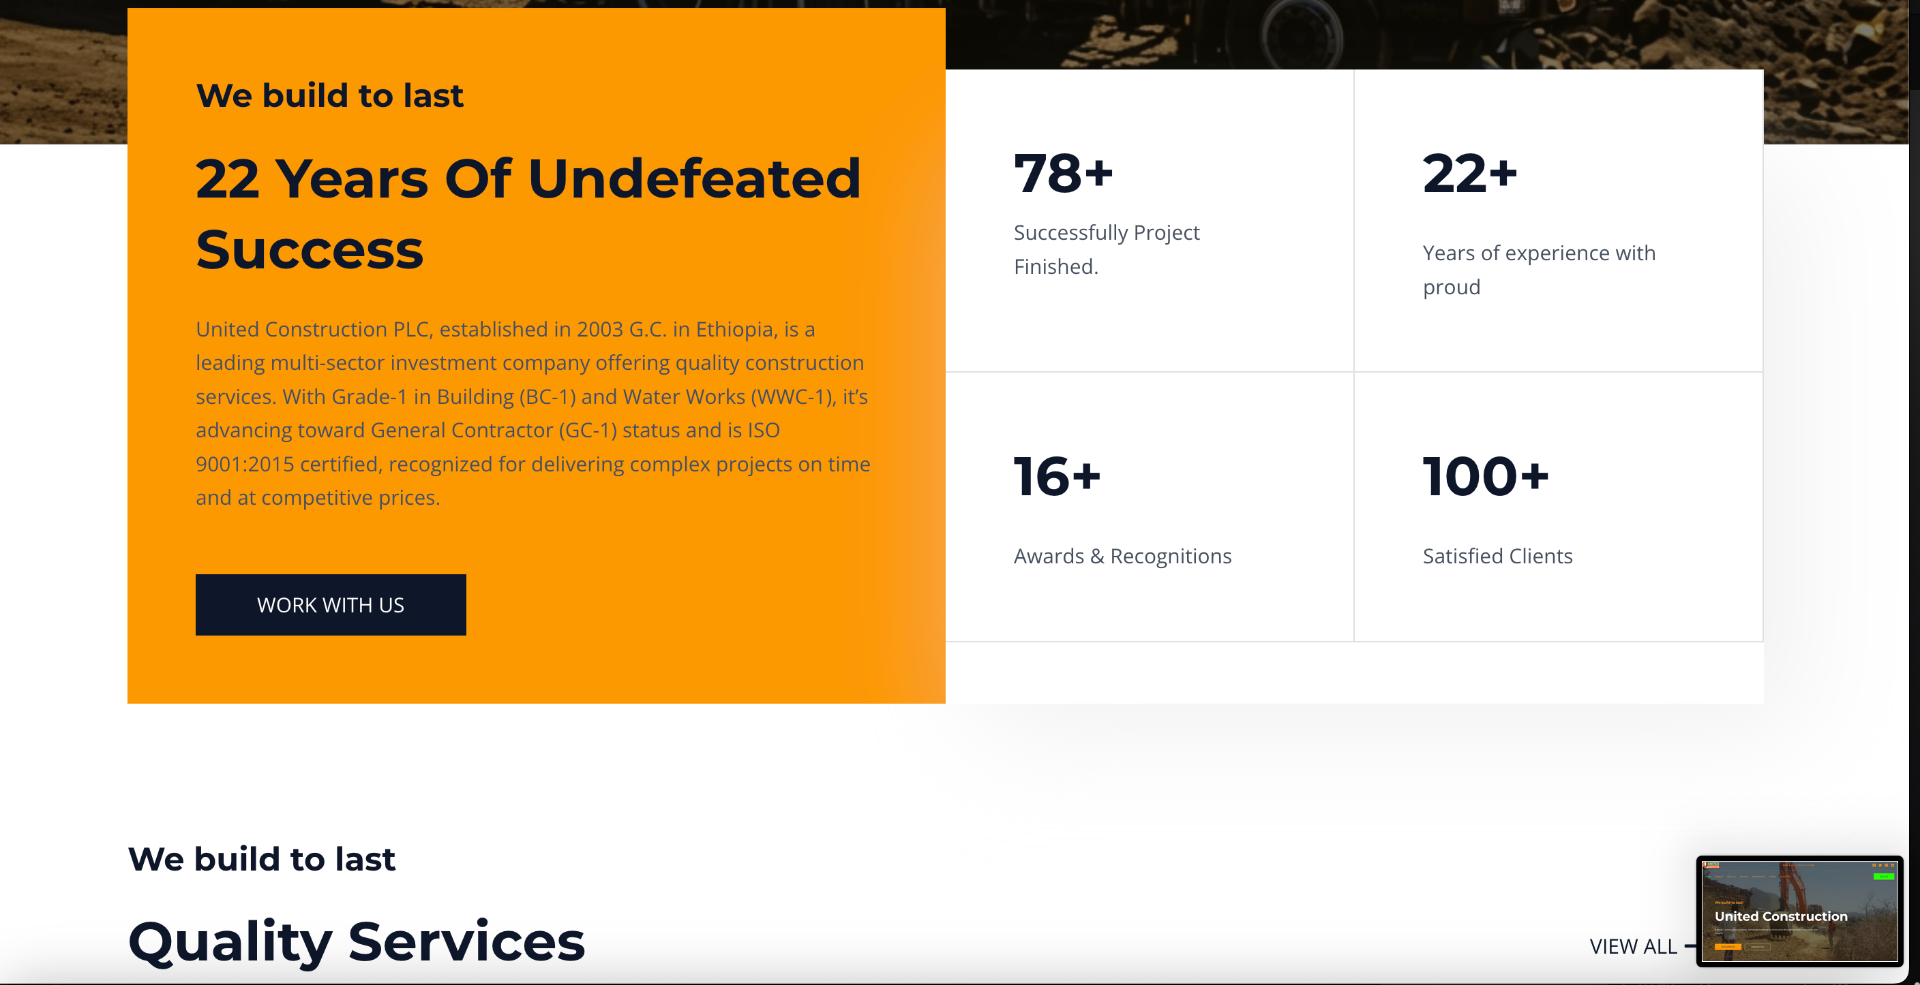 We build to last
22 Years Of Undefeated
Success
United Construction PLC, established in 2003 G.C. in Ethiopia, is a
leading multi-sector investment company offering quality construction
services. With Grade-1 in Building (BC-1) and Water Works (WWC-1), it’s
advancing toward General Contractor (GC-1) status and is ISO
9001:2015 certified, recognized for delivering complex projects on time
and at competitive prices.
WORK WITH US
78+
Successfully Project
Finished.
22+
Years of experience with
proud
16+
Awards & Recognitions
100+
Satisfied Clients
We build to last
Quality Services
VIEW ALL
United Construction